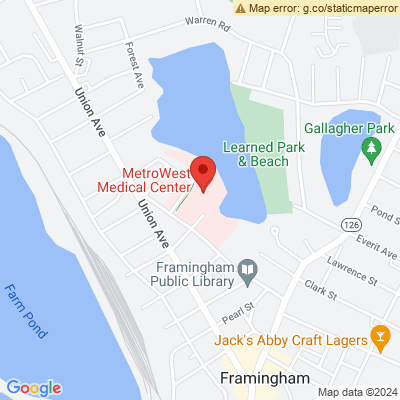 Map error: g.co/staticmaperror
Warren Rd
Walnut St
Forest Ave
Union Ave
Gallagher Park
Learned Park
& Beach
MetroWest
Medical Center
Union Ave
Pond St
126
Everit Ave
Lawrence St
Framingham
Public Library
Clark St
Farm Pond
Pearl St
Jack's Abby Craft Lagers
Framingham
Google
Map data ©2024